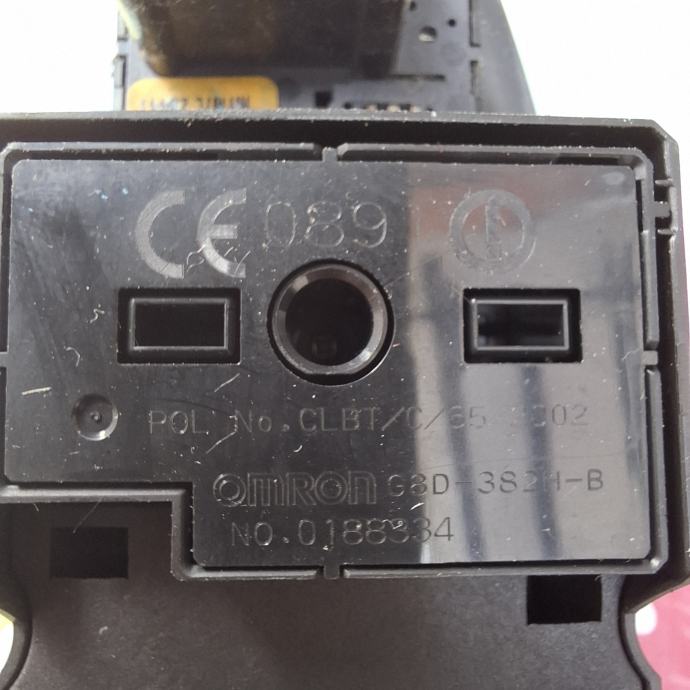 CE 089
POL No.CLBT/C/65
omron G8D-382H-B
NO.0188334